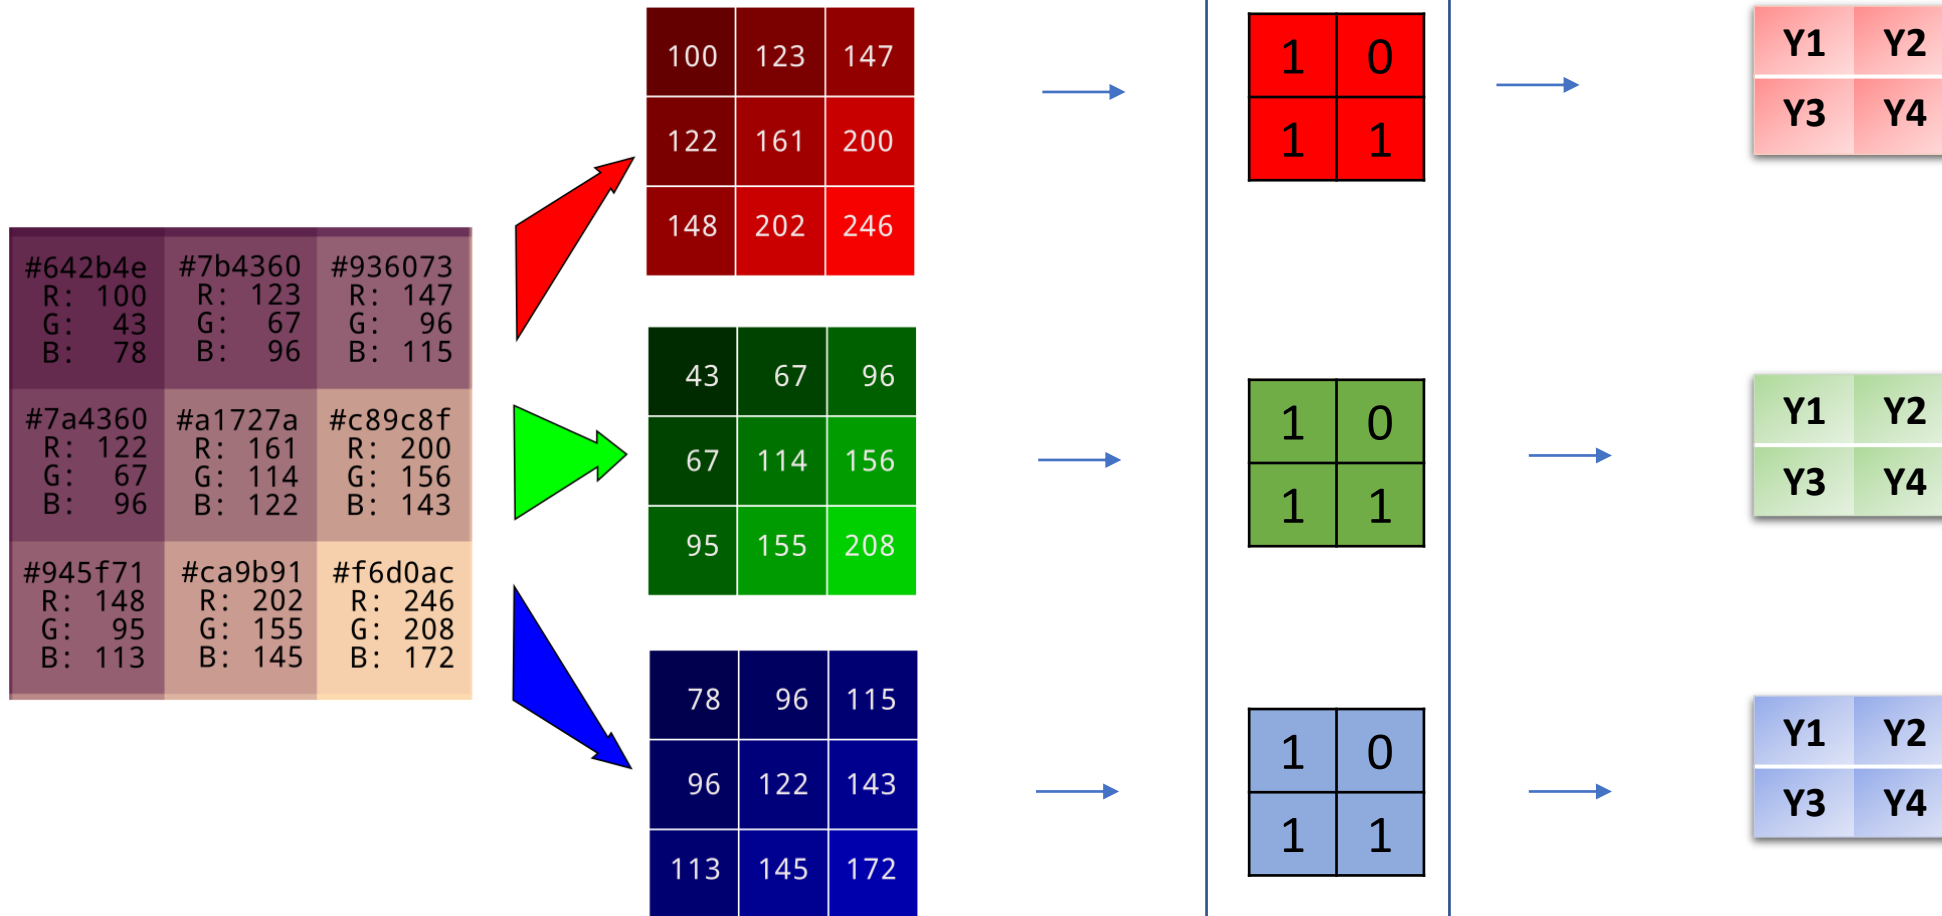 #642b4e #7b4360 #936073
R: 100 R: 123 R: 147
G: 43 G: 67 G: 96
B: 78 B: 96 B: 115
#7a4360 #a1727a #c89c8f
R: 122 R: 161 R: 200
G: 67 G: 114 G: 156
B: 96 B: 122 B: 143
#945f71 #ca9b91 #f6d0ac
R: 148 R: 202 R: 246
G: 95 G: 155 G: 208
B: 113 B: 145 B: 172
100 123 147
122 161 200
148 202 246
43 67 96
67 114 156
95 155 208
78 96 115
96 122 143
113 145 172
1 0
1 1
1 0
1 1
1 0
1 1
Y1 Y2
Y3 Y4
Y1 Y2
Y3 Y4
Y1 Y2
Y3 Y4